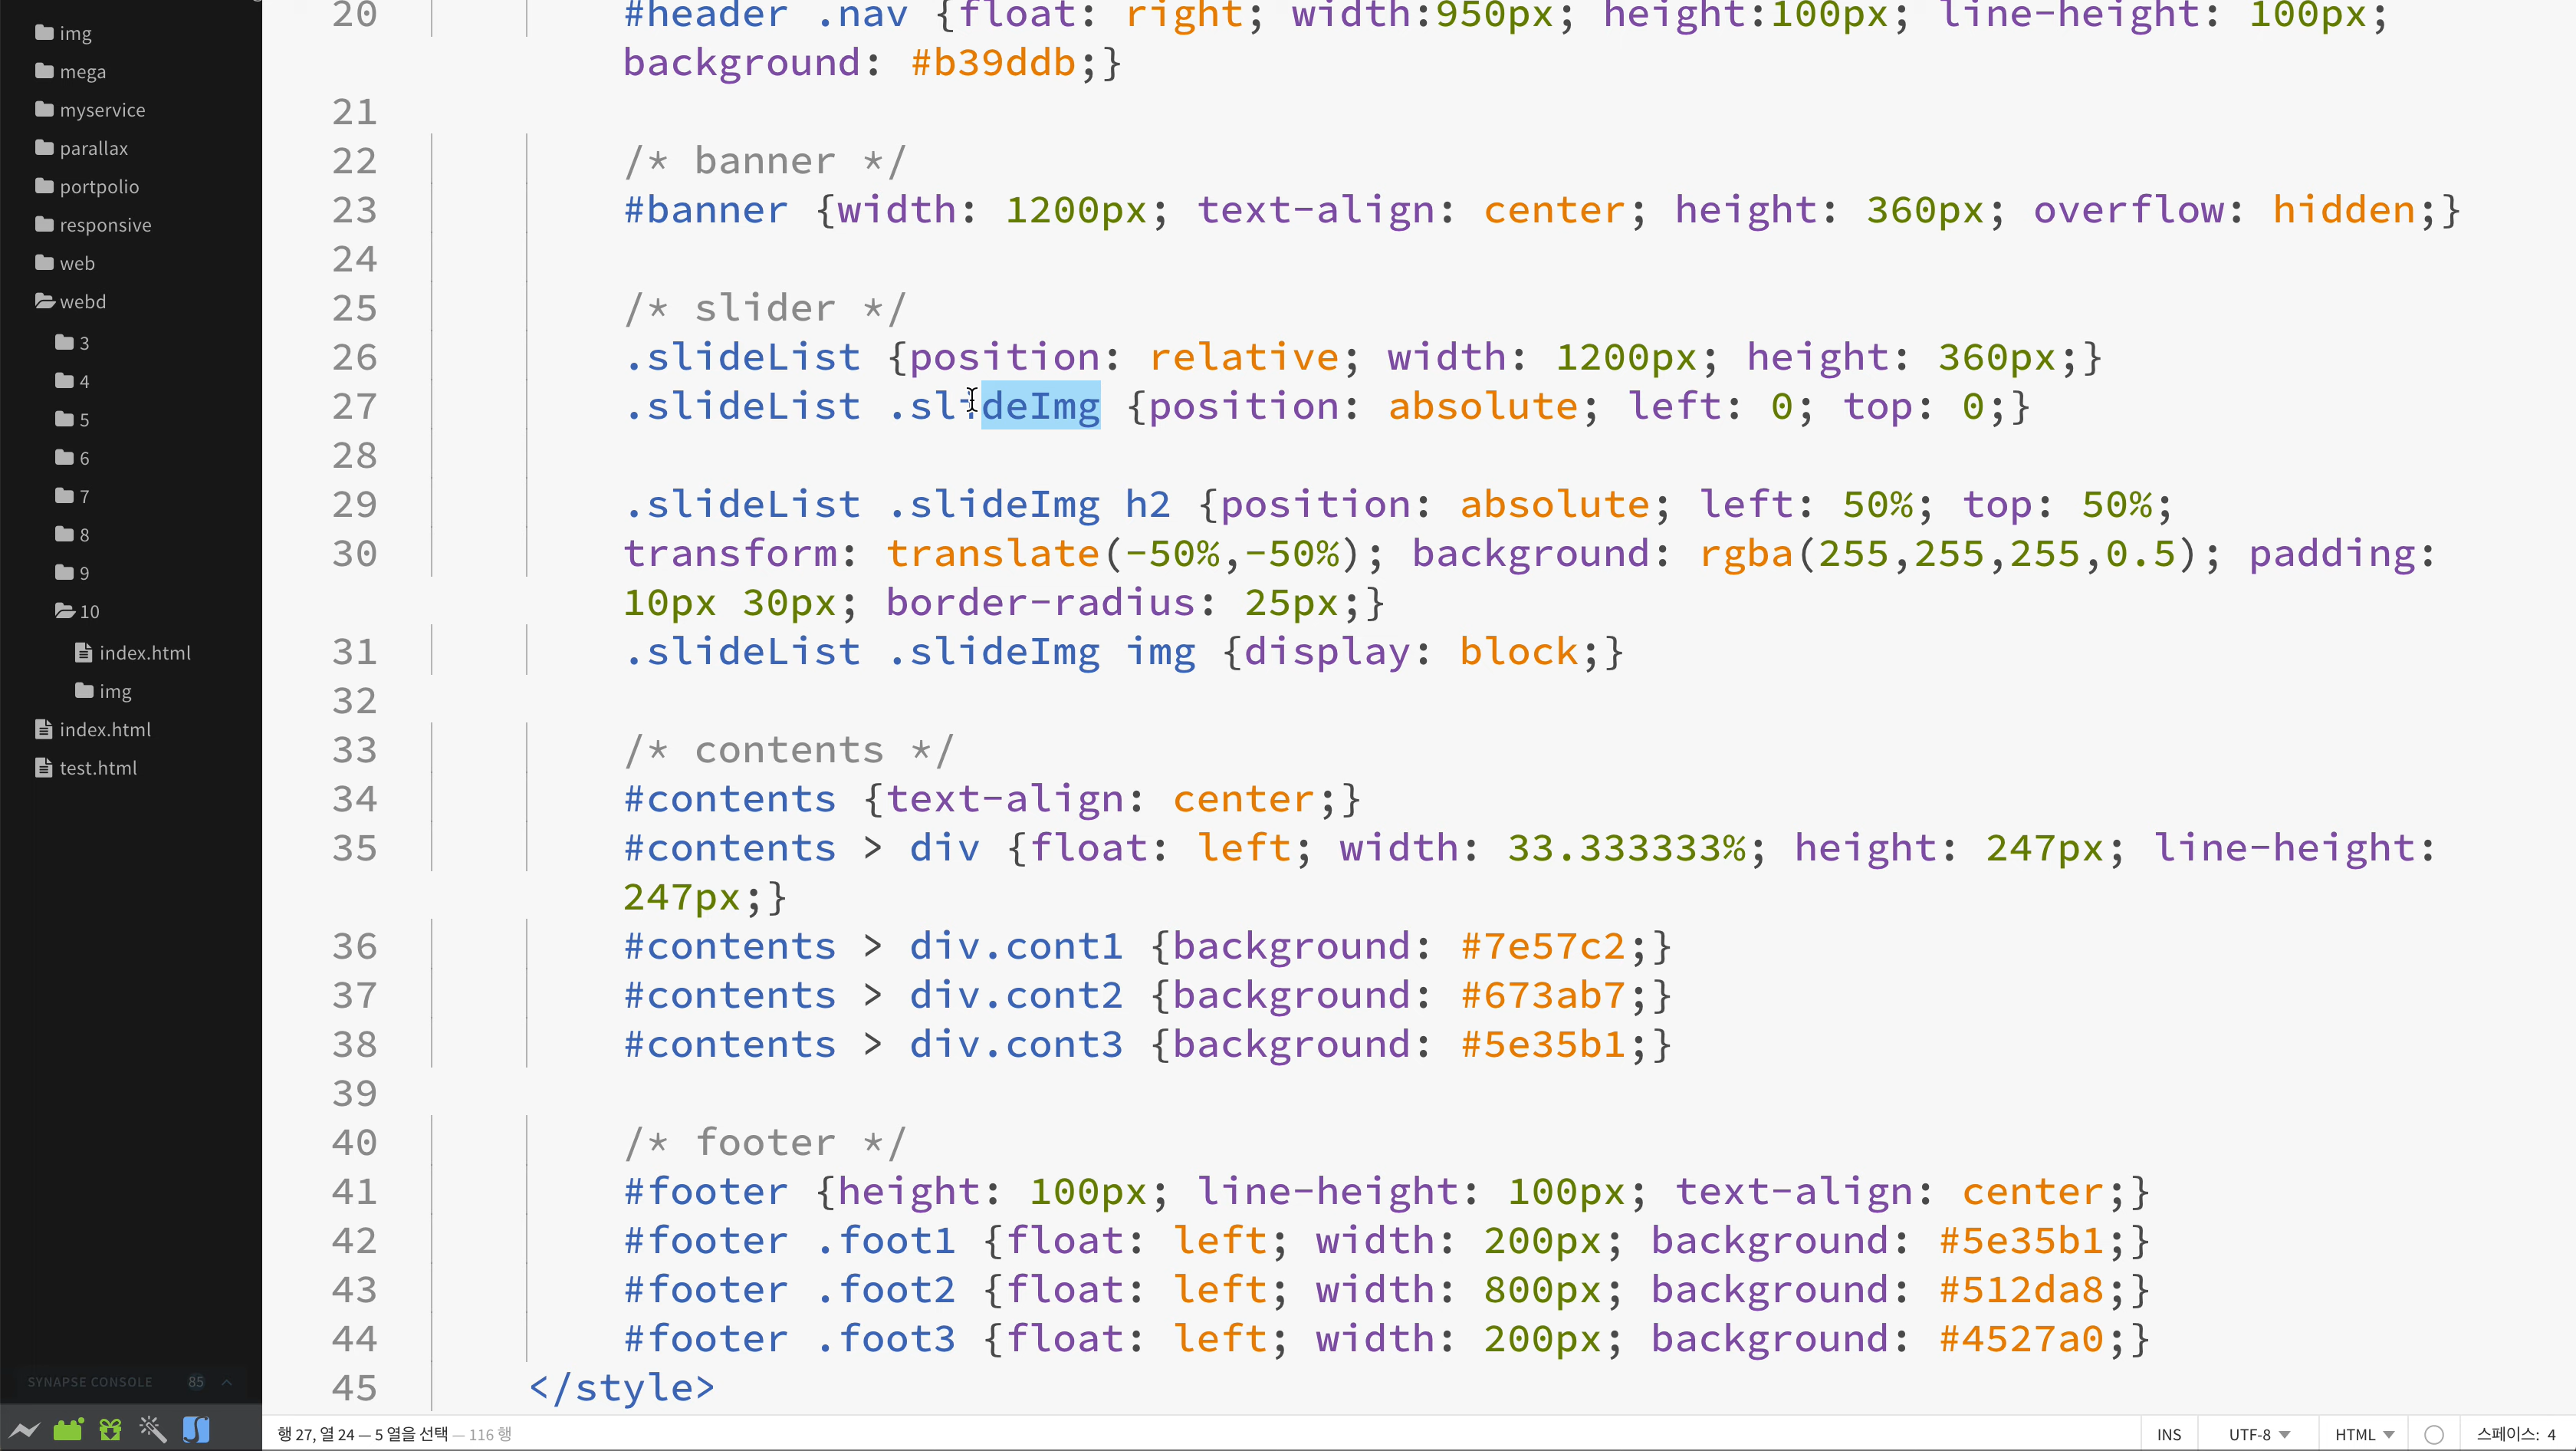 img
mega
myservice
parallax
portpolio
responsive
web
webd
3
4
5
6
7
8
9
10
index.html
img
index.html
test.html
SYNAPSE CONSOLE 85
20 #header .nav {float: right; width:950px; height:100px; line-height: 100px;
background: #b39ddb;}
21
22 /* banner */
23 #banner {width: 1200px; text-align: center; height: 360px; overflow: hidden;}
24
25 /* slider */
26 .slideList {position: relative; width: 1200px; height: 360px;}
27 .slideList .slideImg {position: absolute; left: 0; top: 0;}
28
29 .slideList .slideImg h2 {position: absolute; left: 50%; top: 50%;
30 transform: translate(-50%,-50%); background: rgba(255,255,255,0.5); padding:
10px 30px; border-radius: 25px;}
31 .slideList .slideImg img {display: block;}
32
33 /* contents */
34 #contents {text-align: center;}
35 #contents > div {float: left; width: 33.333333%; height: 247px; line-height:
247px;}
36 #contents > div.cont1 {background: #7e57c2;}
37 #contents > div.cont2 {background: #673ab7;}
38 #contents > div.cont3 {background: #5e35b1;}
39
40 /* footer */
41 #footer {height: 100px; line-height: 100px; text-align: center;}
42 #footer .foot1 {float: left; width: 200px; background: #5e35b1;}
43 #footer .foot2 {float: left; width: 800px; background: #512da8;}
44 #footer .foot3 {float: left; width: 200px; background: #4527a0;}
45 </style>
행 27, 열 24 — 5 열을 선택 — 116 행 INS UTF-8 HTML 스페이스: 4